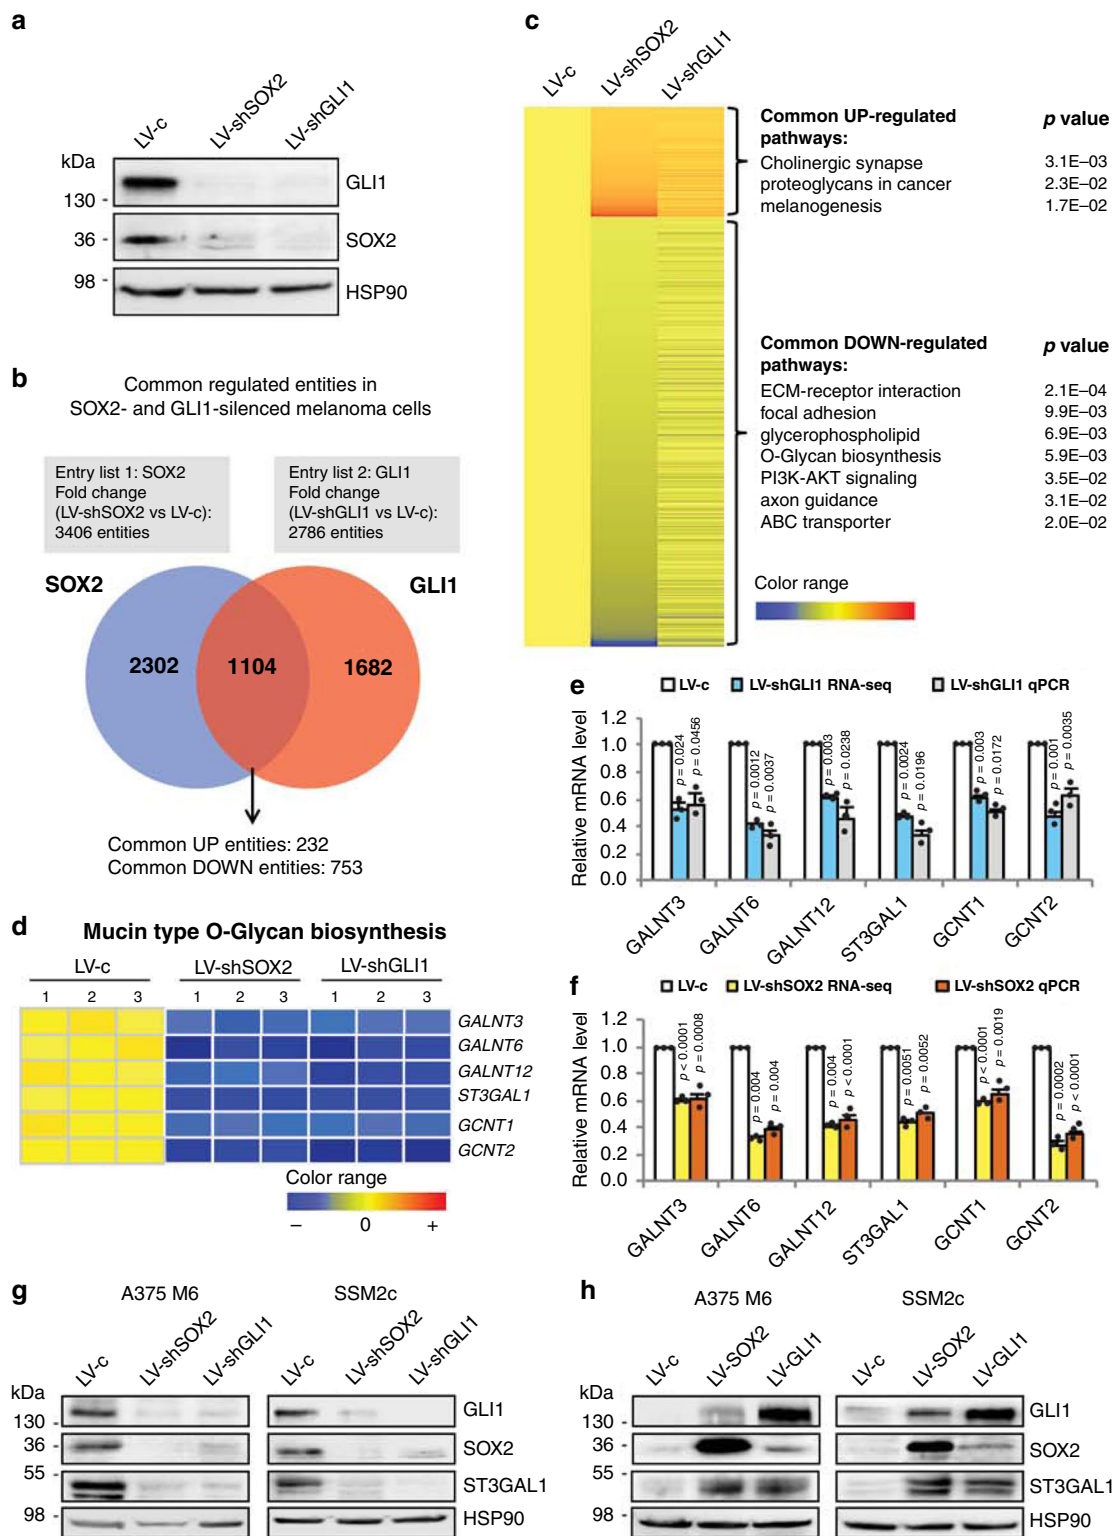 a
LV-c
LV-shSOX2
LV-shGLI1
kDa
130 -
GLI1
36 -
SOX2
98 -
HSP90
b
Common regulated entities in
SOX2- and GLI1-silenced melanoma cells
Entry list 1: SOX2
Fold change
(LV-shSOX2 vs LV-c):
3406 entities
Entry list 2: GLI1
Fold change
(LV-shGLI1 vs LV-c):
2786 entities
SOX2
GLI1
2302
1104
1682
Common UP entities: 232
Common DOWN entities: 753
c
LV-c
LV-shSOX2
LV-shGLI1
Common UP-regulated
pathways:
p value
Cholinergic synapse 3.1E–03
proteoglycans in cancer 2.3E–02
melanogenesis 1.7E–02
Common DOWN-regulated
pathways:
p value
ECM-receptor interaction 2.1E–04
focal adhesion 9.9E–03
glycerophospholipid 6.9E–03
O-Glycan biosynthesis 5.9E–03
PI3K-AKT signaling 3.5E–02
axon guidance 3.1E–02
ABC transporter 2.0E–02
Color range
d
Mucin type O-Glycan biosynthesis
LV-c LV-shSOX2 LV-shGLI1
1 2 3 1 2 3 1 2 3
GALNT3
GALNT6
GALNT12
ST3GAL1
GCNT1
GCNT2
Color range
– 0 +
e
LV-c LV-shGLI1 RNA-seq LV-shGLI1 qPCR
Relative mRNA level
1.2
1.0
0.8
0.6
0.4
0.2
0.0
p = 0.024
p = 0.0456
p = 0.0012
p = 0.0037
p = 0.003
p = 0.0238
p = 0.0024
p = 0.0196
p = 0.003
p = 0.0172
p = 0.001
p = 0.0035
GALNT3
GALNT6
GALNT12
ST3GAL1
GCNT1
GCNT2
f
LV-c LV-shSOX2 RNA-seq LV-shSOX2 qPCR
Relative mRNA level
1.2
1.0
0.8
0.6
0.4
0.2
0.0
p < 0.0001
p = 0.0008
p = 0.004
p = 0.004
p = 0.004
p < 0.0001
p = 0.0051
p = 0.0052
p < 0.0001
p = 0.0019
p = 0.0002
p < 0.0001
GALNT3
GALNT6
GALNT12
ST3GAL1
GCNT1
GCNT2
g
A375 M6
SSM2c
LV-c
LV-shSOX2
LV-shGLI1
LV-c
LV-shSOX2
LV-shGLI1
kDa
130 -
GLI1
36 -
SOX2
55 -
ST3GAL1
98 -
HSP90
h
A375 M6
SSM2c
LV-c
LV-SOX2
LV-GLI1
LV-c
LV-SOX2
LV-GLI1
kDa
130 -
GLI1
36 -
SOX2
55 -
ST3GAL1
98 -
HSP90